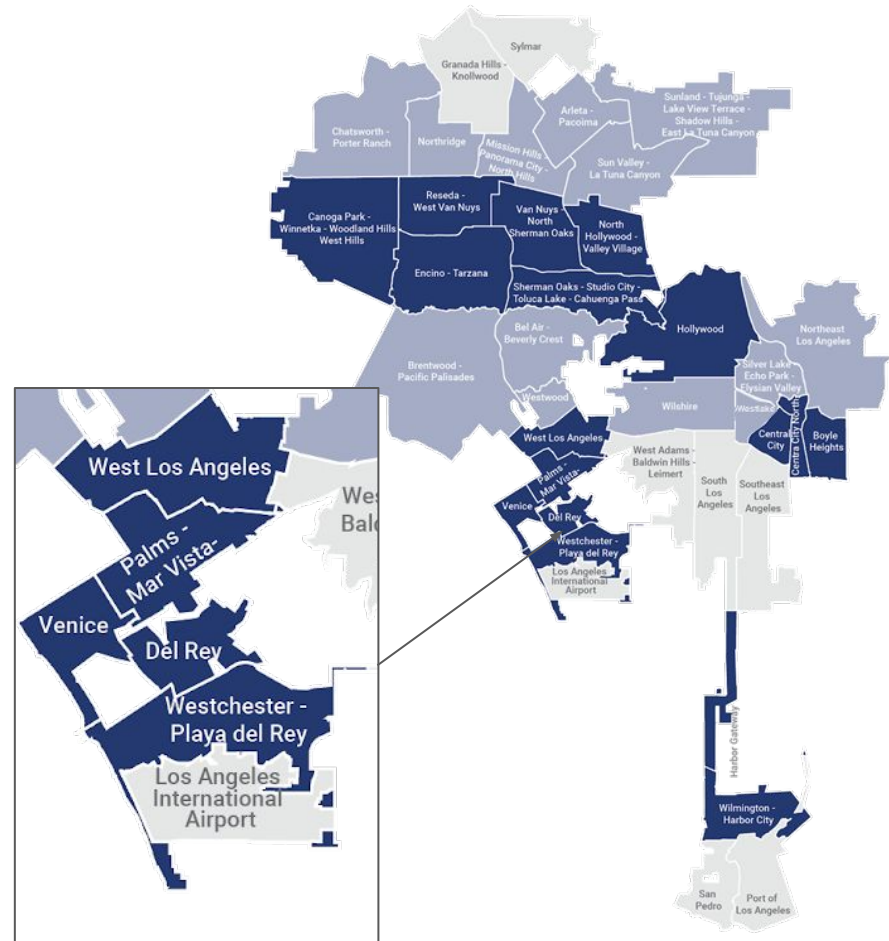 Sylmar
Granada Hills -
Knollwood
Sunland - Tujunga -
Lake View Terrace -
Shadow Hills -
East La Tuna Canyon
Arleta -
Pacoima
Chatsworth -
Porter Ranch
Northridge
Mission Hills -
Panorama City -
North Hills
Sun Valley -
La Tuna Canyon
Canoga Park -
Winnetka - Woodland Hills
West Hills
Reseda -
West Van Nuys
Van Nuys -
North
Sherman Oaks
North
Hollywood -
Valley Village
Encino - Tarzana
Sherman Oaks - Studio City -
Toluca Lake - Cahuenga Pass
Hollywood
Bel Air -
Beverly Crest
Northeast
Los Angeles
Brentwood -
Pacific Palisades
Silver Lake -
Echo Park -
Elysian Valley
Westwood
Wilshire
Westlake
Central
City
Centra City North
Boyle
Heights
West Los Angeles
West Adams -
Baldwin Hills -
Leimert
South
Los
Angeles
Southeast
Los
Angeles
Palms -
Mar Vista-
Venice
Del Rey
Westchester -
Playa del Rey
Los Angeles
International
Airport
Harbor Gateway
Wilmington -
Harbor City
San
Pedro
Port of
Los Angeles
West Los Angeles
Wes
Bald
Palms -
Mar Vista-
Venice
Del Rey
Westchester -
Playa del Rey
Los Angeles
International
Airport